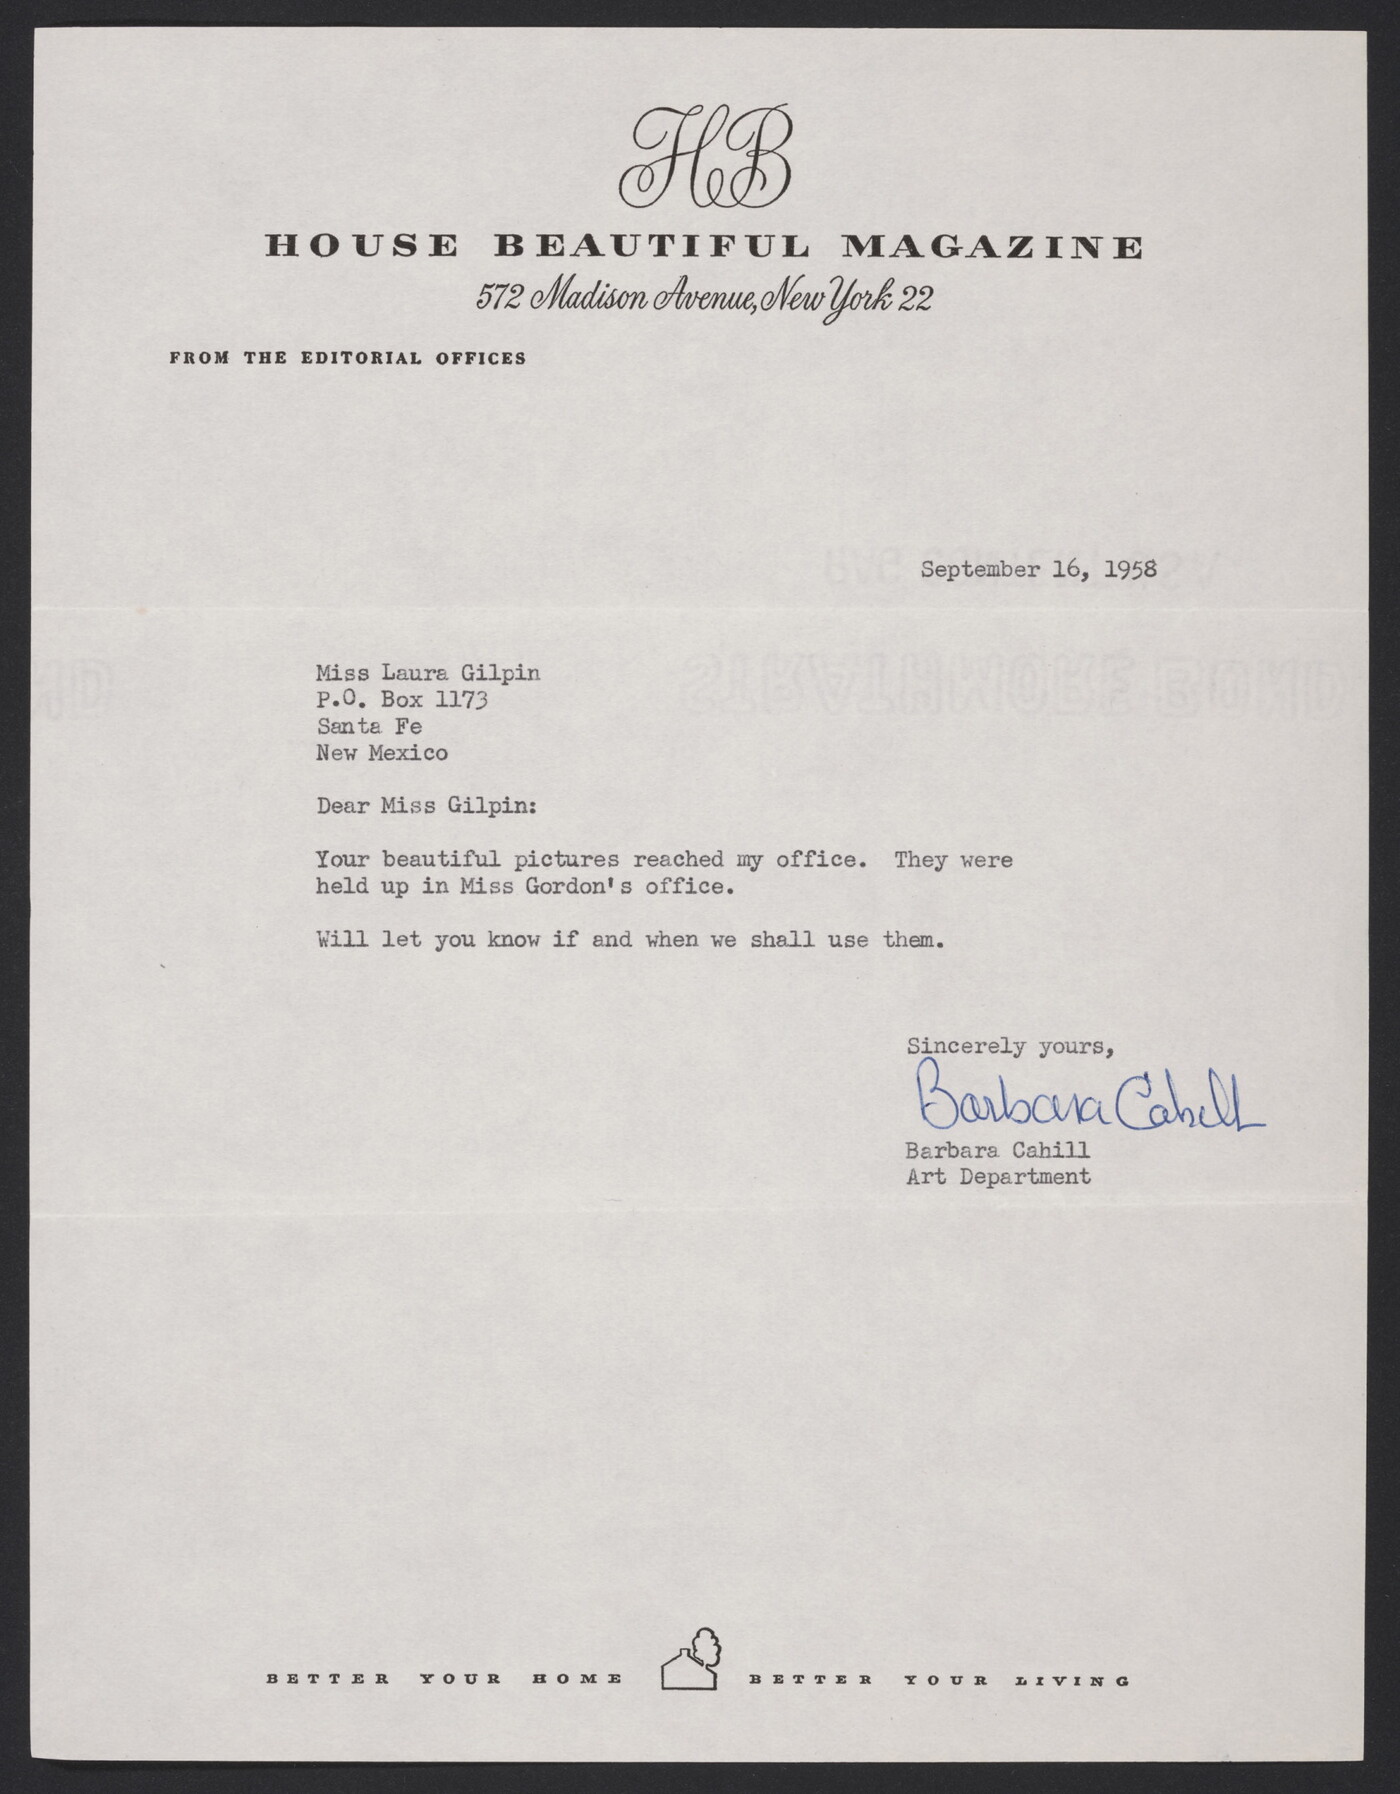 HB
HOUSE BEAUTIFUL MAGAZINE
572 Madison Avenue, New York 22
FROM THE EDITORIAL OFFICES
September 16, 1958
Miss Laura Gilpin
P.O. Box 1173
Santa Fe
New Mexico
Dear Miss Gilpin:
Your beautiful pictures reached my office. They were
held up in Miss Gordon's office.
Will let you know if and when we shall use them.
Sincerely yours,
Barbara Cahill
Barbara Cahill
Art Department
BETTER YOUR HOME BETTER YOUR LIVING